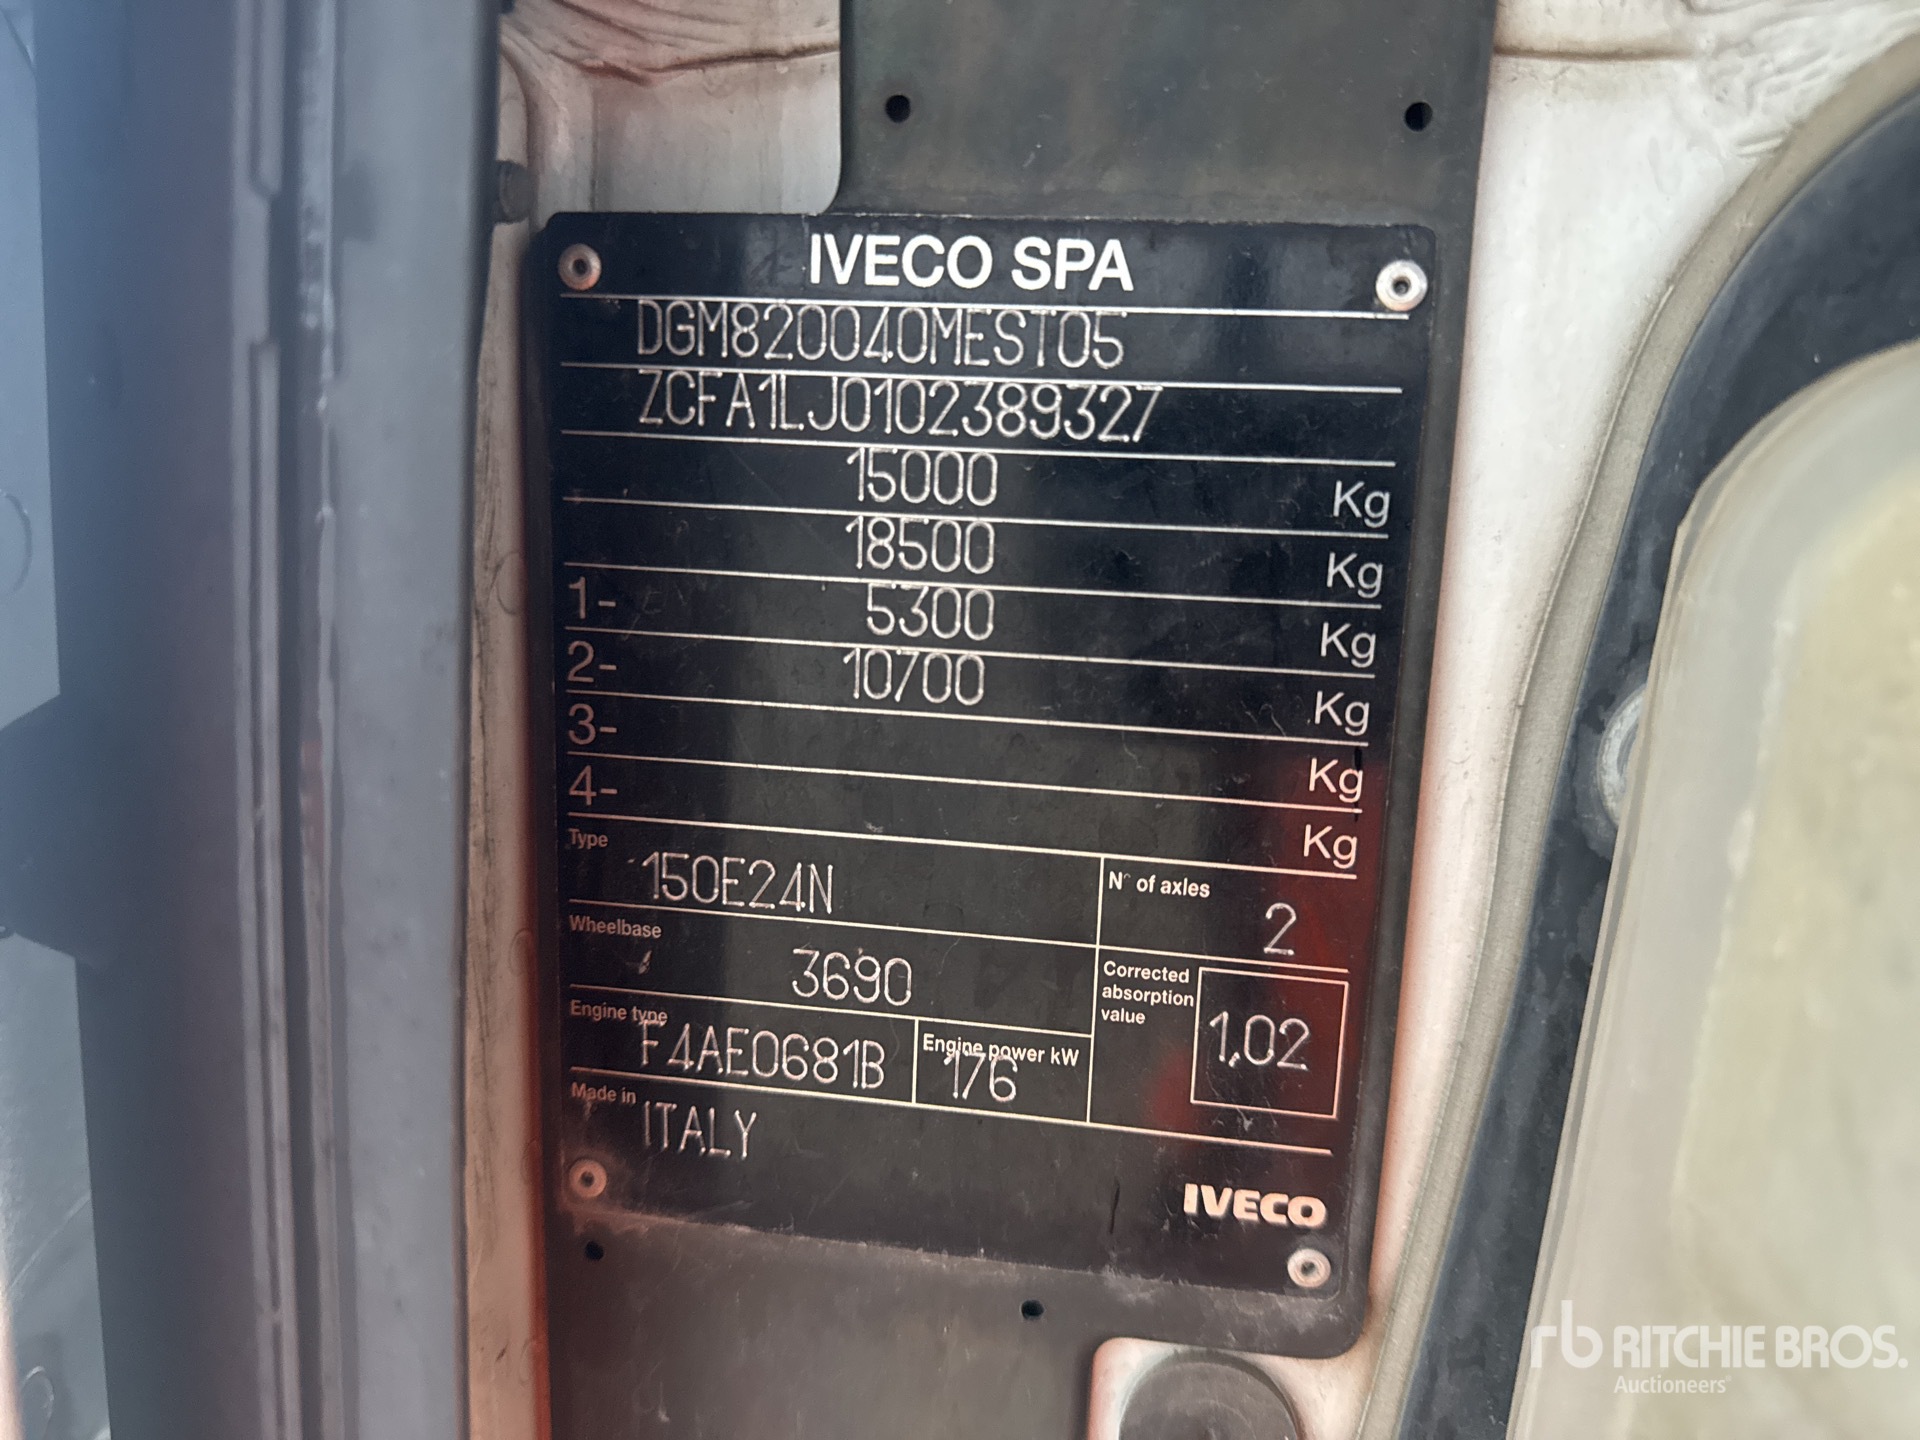 IVECO SPA
DGM820040MEST05
ZCFA1LJ0102389327
15000 Kg
18500 Kg
1- 5300 Kg
2- 10700 Kg
3- Kg
4- Kg
Type 150E24N
N° of axles 2
Wheelbase 3690
Corrected absorption value 1,02
Engine type F4AE0681B
Engine power kW 176
Made in ITALY
IVECO
rb RITCHIE BROS.
Auctioneers